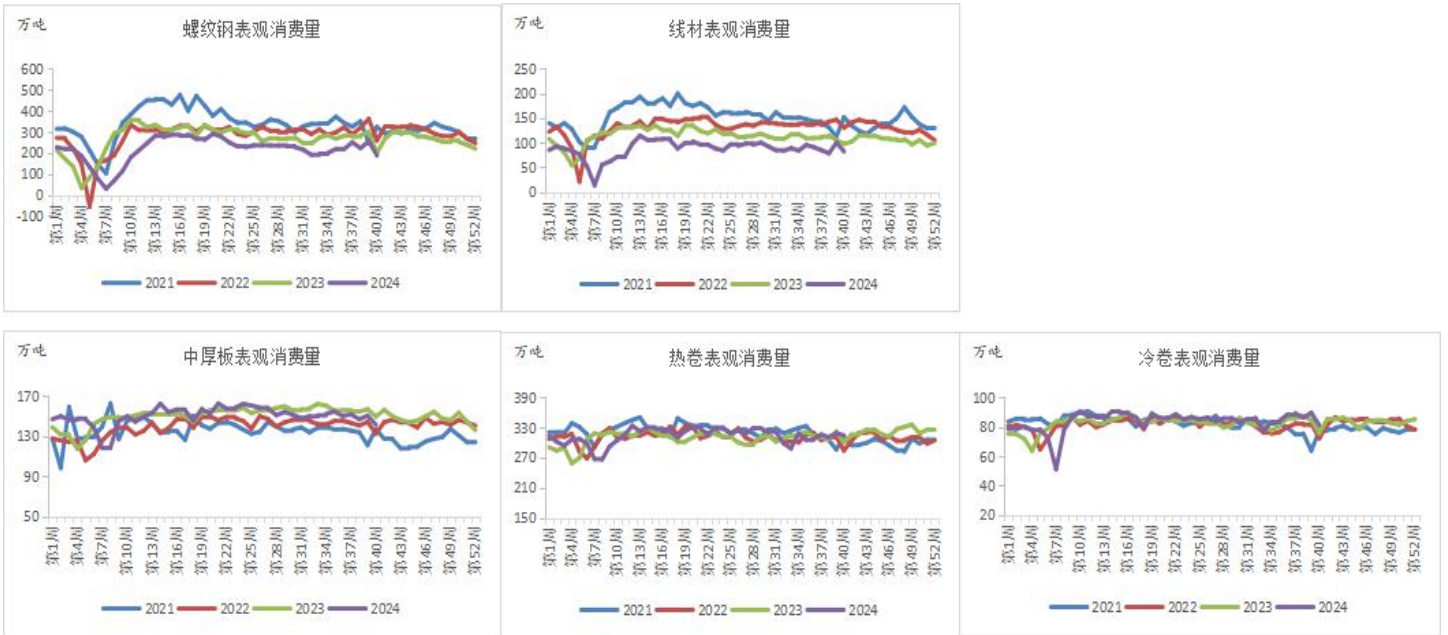 万吨
螺纹钢表观消费量
600
500
400
300
200
100
0
-100
第1周
第4周
第7周
第10周
第13周
第16周
第19周
第22周
第25周
第28周
第31周
第34周
第37周
第40周
第43周
第46周
第49周
第52周
2021 2022 2023 2024
万吨
线材表观消费量
250
200
150
100
50
0
第1周
第4周
第7周
第10周
第13周
第16周
第19周
第22周
第25周
第28周
第31周
第34周
第37周
第40周
第43周
第46周
第49周
第52周
2021 2022 2023 2024
万吨
中厚板表观消费量
170
130
90
50
第1周
第4周
第7周
第10周
第13周
第16周
第19周
第22周
第25周
第28周
第31周
第34周
第37周
第40周
第43周
第46周
第49周
第52周
2021 2022 2023 2024
万吨
热卷表观消费量
390
330
270
210
150
第1周
第4周
第7周
第10周
第13周
第16周
第19周
第22周
第25周
第28周
第31周
第34周
第37周
第40周
第43周
第46周
第49周
第52周
2021 2022 2023 2024
万吨
冷卷表观消费量
100
80
60
40
20
第1周
第4周
第7周
第10周
第13周
第16周
第19周
第22周
第25周
第28周
第31周
第34周
第37周
第40周
第43周
第46周
第49周
第52周
2021 2022 2023 2024